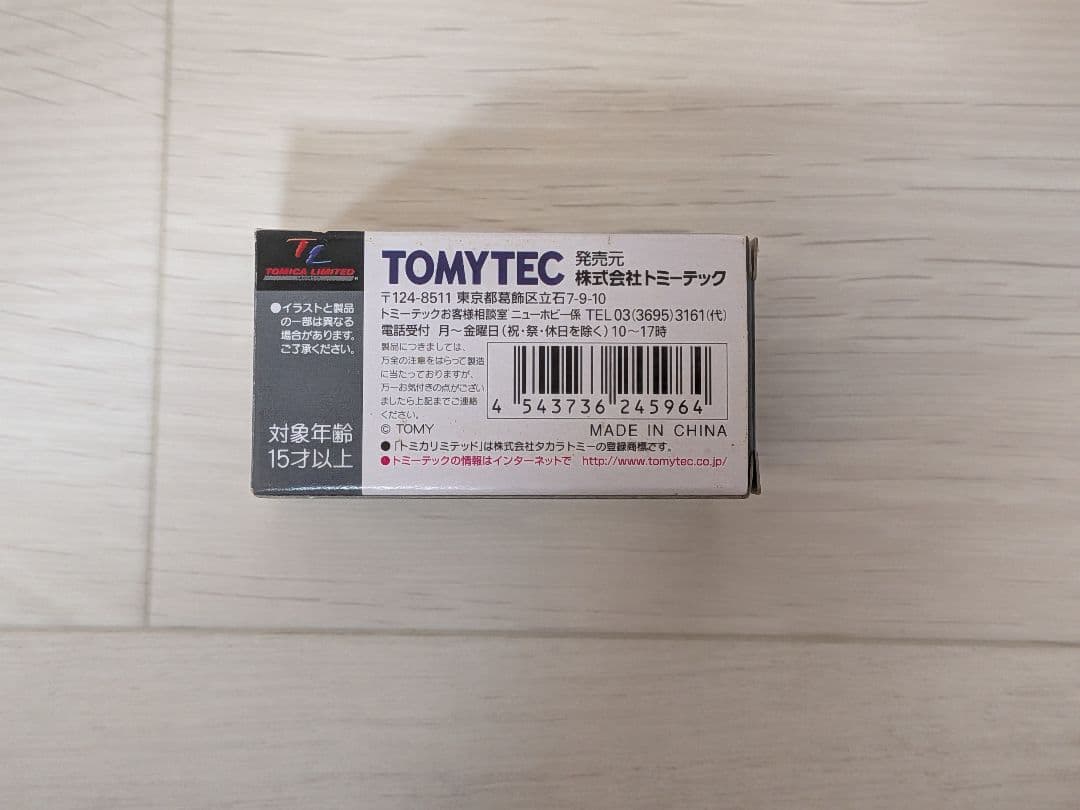 TL
TOMICA LIMITED
●イラストと製品
の一部は異なる
場合があります。
ご了承ください。
対象年齢
15才以上
TOMYTEC 発売元
株式会社トミーテック
〒124-8511 東京都葛飾区立石7-9-10
トミーテックお客様相談室 ニューホビー係 TEL 03(3695)3161(代)
電話受付 月〜金曜日(祝・祭・休日を除く)10〜17時
製品につきましては、
万全の注意をはらって製造
に当たっておりますが、
万一お気付きの点がござい
ましたら上記までご連絡
ください。
4 543736 245964
© TOMY MADE IN CHINA
●「トミカリミテッド」は株式会社タカラトミーの登録商標です。
●トミーテックの情報はインターネットで http://www.tomytec.co.jp/